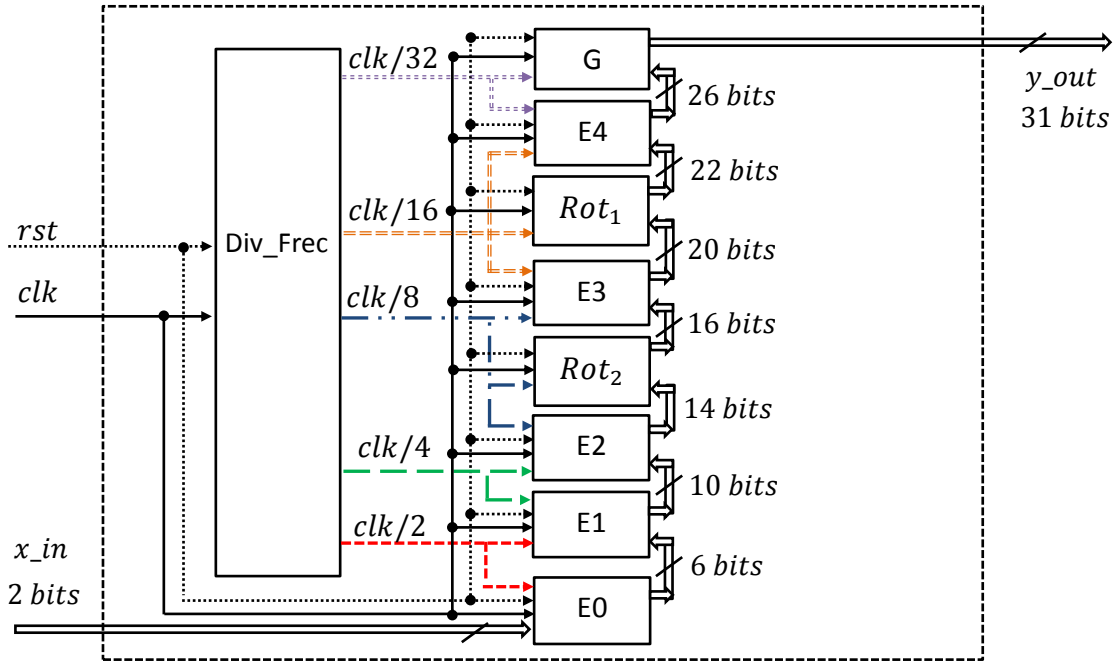 clk/32
G
y_out
31 bits
26 bits
E4
22 bits
clk/16
Rot₁
rst
Div_Frec
20 bits
clk
clk/8
E3
16 bits
Rot₂
14 bits
clk/4
E2
10 bits
clk/2
E1
x_in
2 bits
6 bits
E0